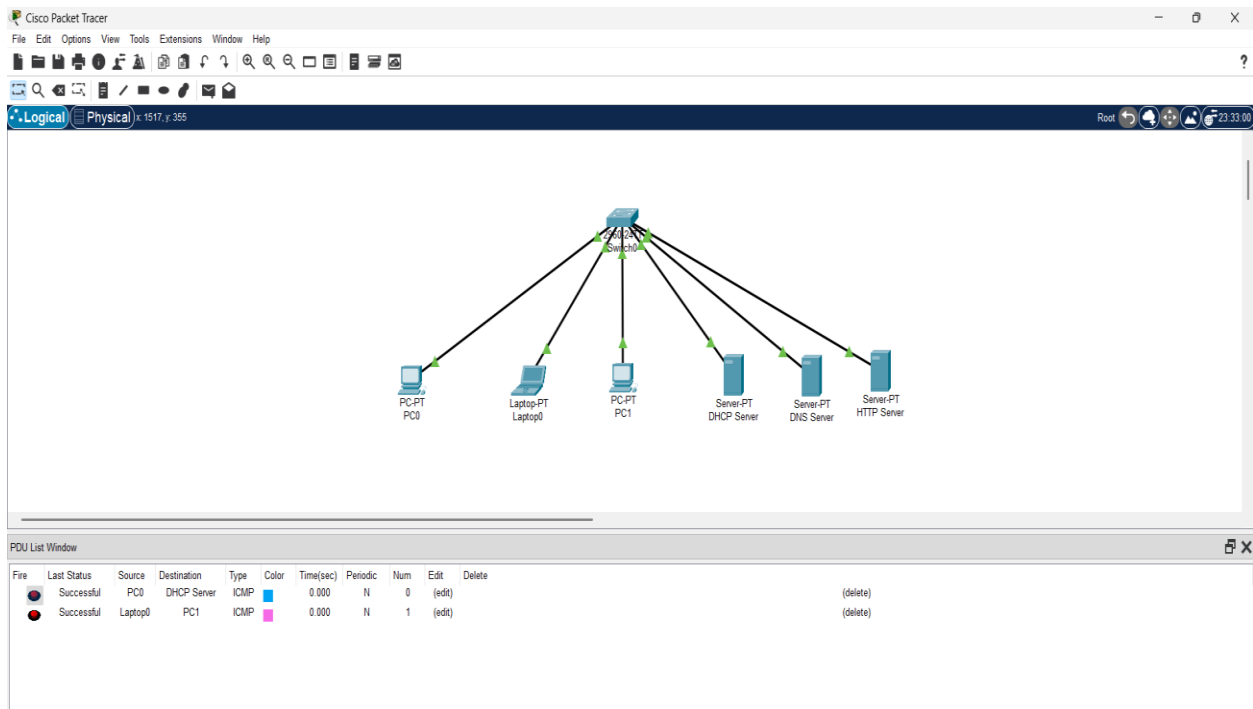 Cisco Packet Tracer
File Edit Options View Tools Extensions Window Help
?
Logical Physical x: 1517, y: 355 Root 23:33:00
Switch0
PC-PT
PC0
Laptop-PT
Laptop0
PC-PT
PC1
Server-PT
DHCP Server
Server-PT
DNS Server
Server-PT
HTTP Server
PDU List Window
Fire Last Status Source Destination Type Color Time(sec) Periodic Num Edit Delete
Successful PC0 DHCP Server ICMP 0.000 N 0 (edit) (delete)
Successful Laptop0 PC1 ICMP 0.000 N 1 (edit) (delete)